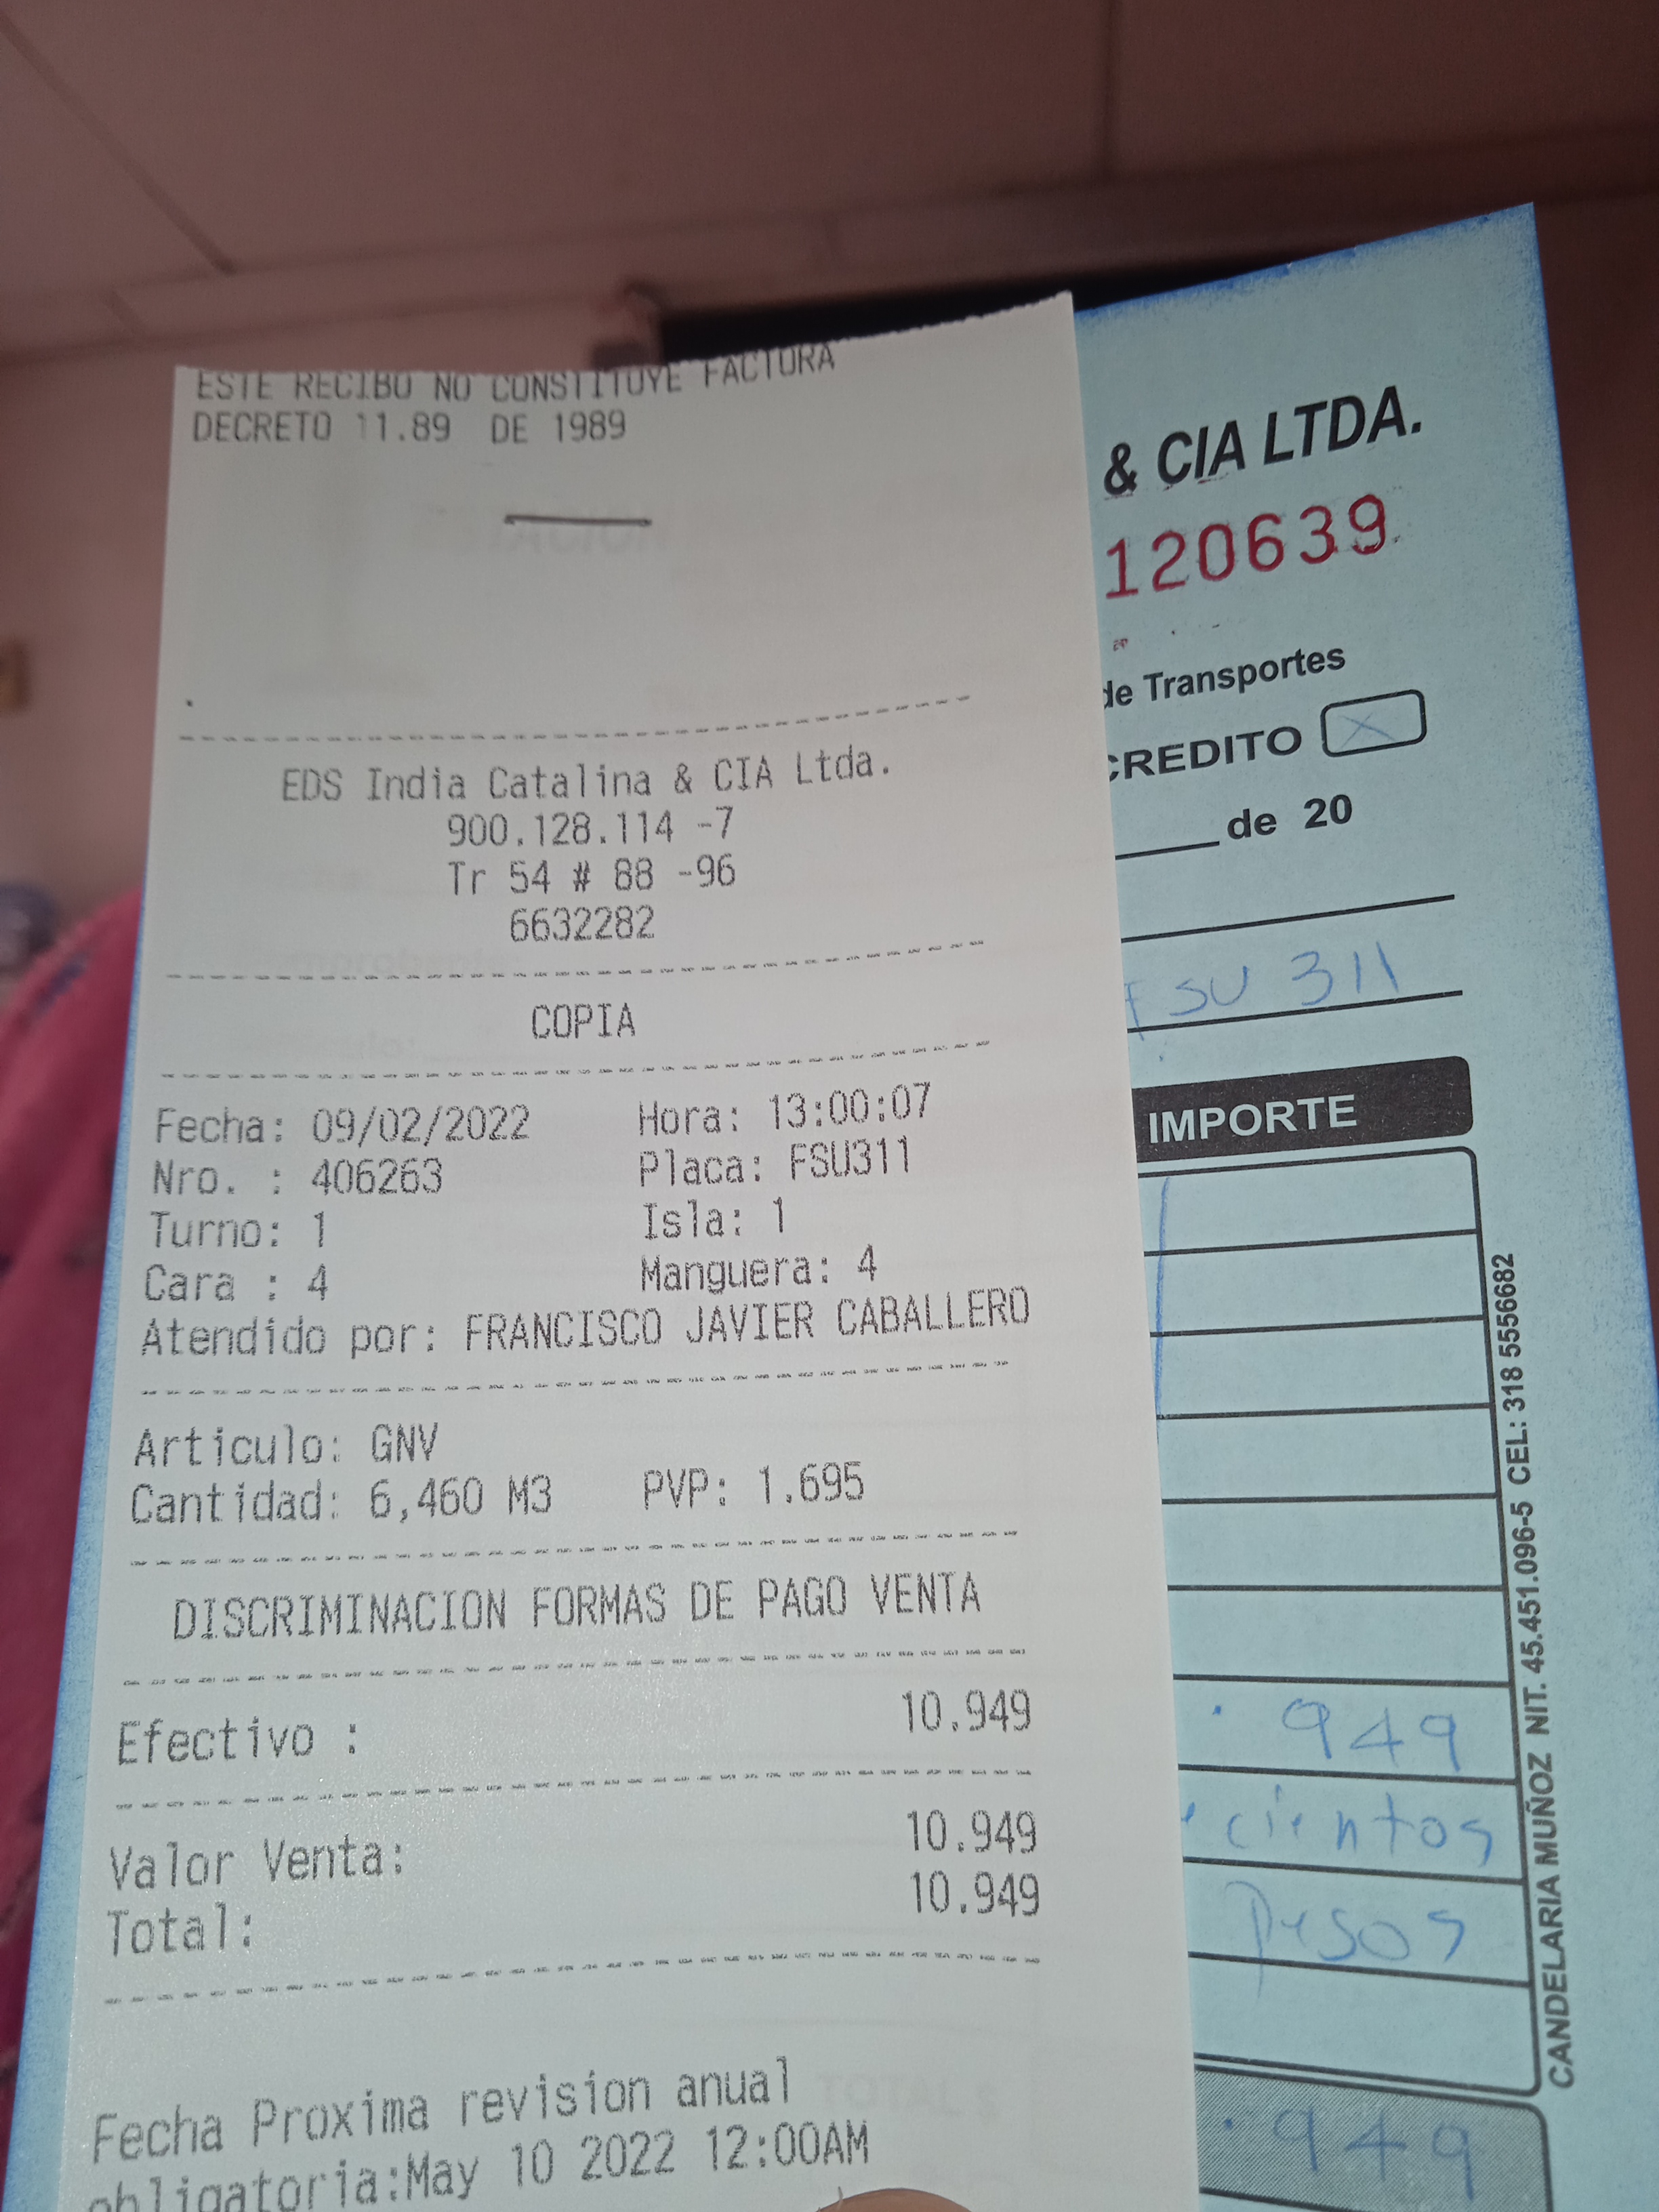 ESTE RECIBO NO CONSTITUYE FACTURA
DECRETO 11.89 DE 1989
EDS India Catalina & CIA Ltda.
900.128.114 -7
Tr 54 # 88 -96
6632282
COPIA
Fecha: 09/02/2022 Hora: 13:00:07
Nro. : 406263 Placa: FSU311
Turno: 1 Isla: 1
Cara : 4 Manguera: 4
Atendido por: FRANCISCO JAVIER CABALLERO
Articulo: GNV
Cantidad: 6,460 M3 PVP: 1.695
DISCRIMINACION FORMAS DE PAGO VENTA
Efectivo : 10.949
Valor Venta: 10.949
Total: 10.949
Fecha Proxima revision anual
obligatoria:May 10 2022 12:00AM
& CIA LTDA.
120639
de Transportes
CREDITO X
de 20
FSU 311
IMPORTE
. 949
cientos
Pesos
. 949
CANDELARIA MUÑOZ NIT. 45.451.096-5 CEL: 318 5556682